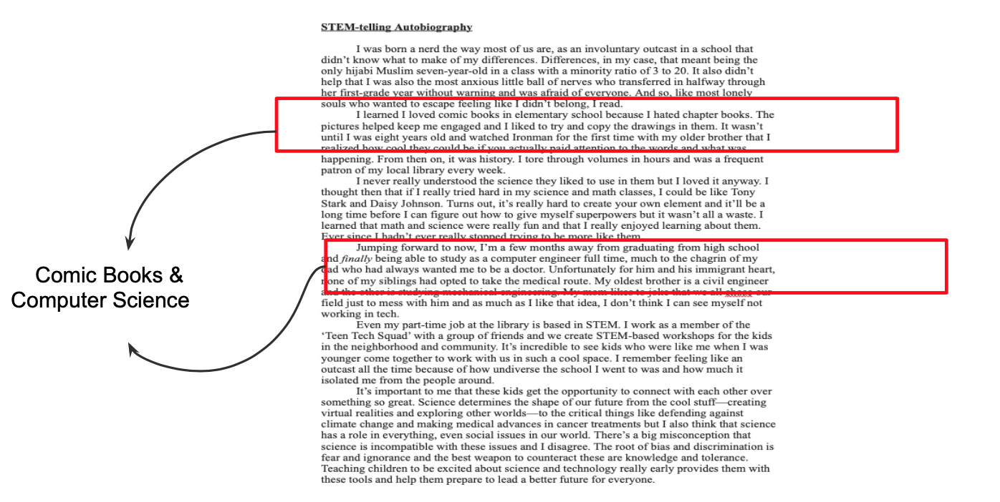 STEM-telling Autobiography
I was born a nerd the way most of us are, as an involuntary outcast in a school that
didn't know what to make of my differences. Differences, in my case, that meant being the
only hijabi Muslim seven-year-old in a class with a minority ratio of 3 to 20. It also didn't
help that I was also the most anxious little ball of nerves who transferred in halfway through
her first-grade year without warning and was afraid of everyone. And so, like most lonely
souls who wanted to escape feeling like I didn't belong, I read.
I learned I loved comic books in elementary school because I hated chapter books. The
pictures helped keep me engaged and I liked to try and copy the drawings in them. It wasn't
until I was eight years old and watched Ironman for the first time with my older brother that I
realized how cool they could be if you actually paid attention to the words and what was
happening. From then on, it was history. I tore through volumes in hours and was a frequent
patron of my local library every week.
I never really understood the science they liked to use in them but I loved it anyway. I
thought then that if I really tried hard in my science and math classes, I could be like Tony
Stark and Daisy Johnson. Turns out, it's really hard to create your own element and it'll be a
long time before I can figure out how to give myself superpowers but it wasn't all a waste. I
learned that math and science were really fun and that I really enjoyed learning about them.
Ever since I hadn't ever really stopped trying to be more like them.
Jumping forward to now, I'm a few months away from graduating from high school
and finally being able to study as a computer engineer full time, much to the chagrin of my
dad who had always wanted me to be a doctor. Unfortunately for him and his immigrant heart,
none of my siblings had opted to take the medical route. My oldest brother is a civil engineer
and the other is studying mechanical engineering. My mom likes to joke that we all chose our
field just to mess with him and as much as I like that idea, I don't think I can see myself not
working in tech.
Even my part-time job at the library is based in STEM. I work as a member of the
'Teen Tech Squad' with a group of friends and we create STEM-based workshops for the kids
in the neighborhood and community. It's incredible to see kids who were like me when I was
younger come together to work with us in such a cool space. I remember feeling like an
outcast all the time because of how undiverse the school I went to was and how much it
isolated me from the people around.
It's important to me that these kids get the opportunity to connect with each other over
something so great. Science determines the shape of our future from the cool stuff—creating
virtual realities and exploring other worlds—to the critical things like defending against
climate change and making medical advances in cancer treatments but I also think that science
has a role in everything, even social issues in our world. There's a big misconception that
science is incompatible with these issues and I disagree. The root of bias and discrimination is
fear and ignorance and the best weapon to counteract these are knowledge and tolerance.
Teaching children to be excited about science and technology really early provides them with
these tools and help them prepare to lead a better future for everyone.
Comic Books &
Computer Science